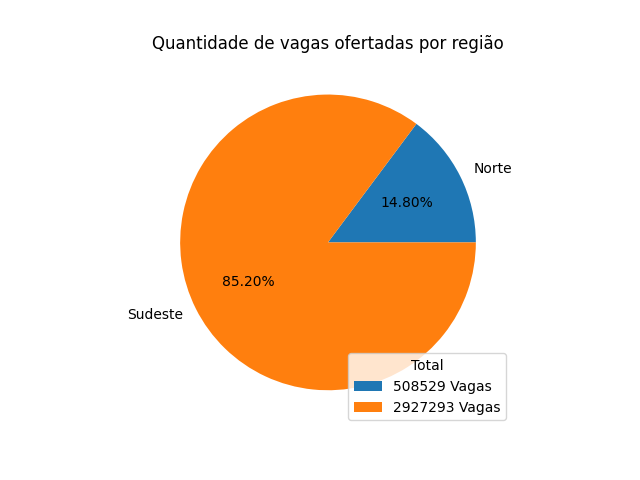 Quantidade de vagas ofertadas por região
Norte
14.80%
85.20%
Sudeste
Total
508529 Vagas
2927293 Vagas